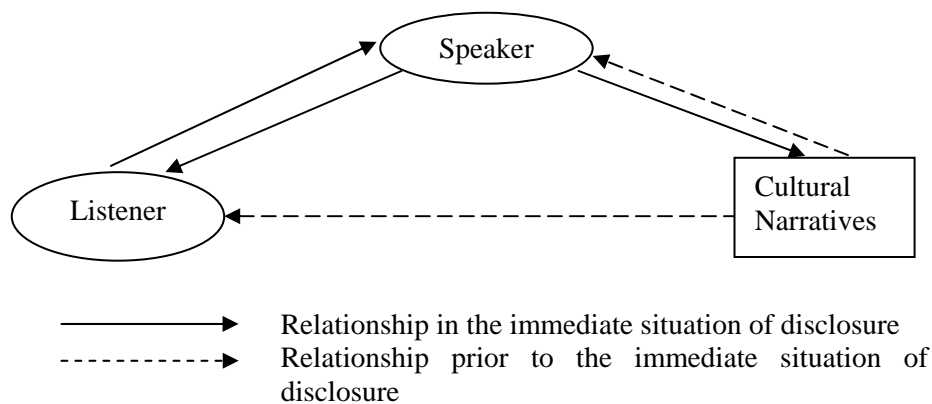 Speaker
Listener
Cultural
Narratives
Relationship in the immediate situation of disclosure
Relationship prior to the immediate situation of
disclosure